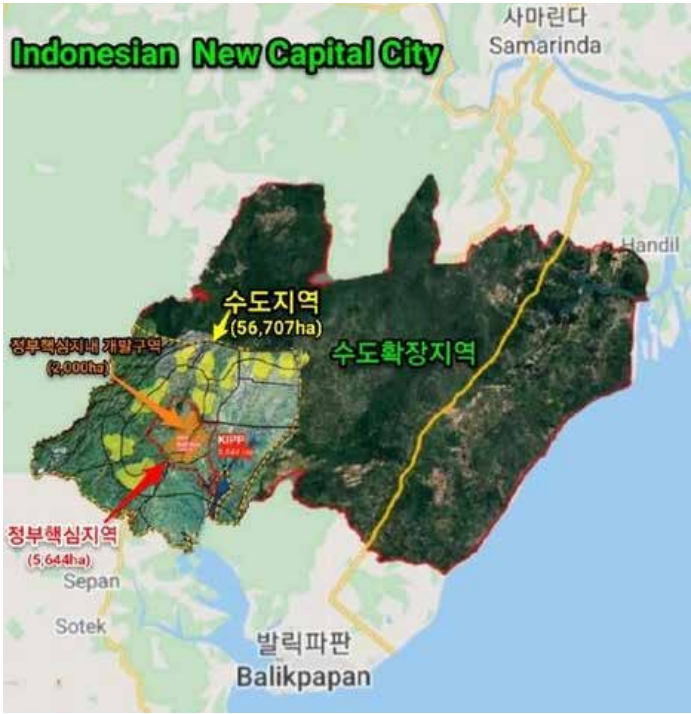 사마린다
Samarinda
Indonesian New Capital City
Handil
수도지역
(56,707ha)
정부핵심지내 개발구역
(2,000ha)
수도확장지역
KIPP
정부핵심지역
(5,644ha)
Sepan
Sotek
발릭파판
Balikpapan